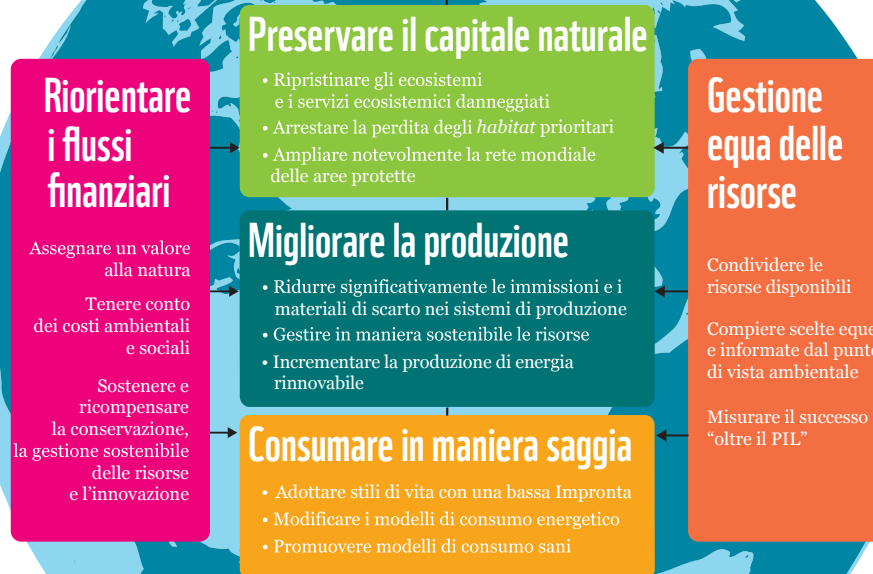 Riorientare
i flussi
finanziari
Assegnare un valore
alla natura
Tenere conto
dei costi ambientali
e sociali
Sostenere e
ricompensare
la conservazione,
la gestione sostenibile
delle risorse
e l’innovazione
Preservare il capitale naturale
• Ripristinare gli ecosistemi
e i servizi ecosistemici danneggiati
• Arrestare la perdita degli habitat prioritari
• Ampliare notevolmente la rete mondiale
delle aree protette
Migliorare la produzione
• Ridurre significativamente le immissioni e i
materiali di scarto nei sistemi di produzione
• Gestire in maniera sostenibile le risorse
• Incrementare la produzione di energia
rinnovabile
Consumare in maniera saggia
• Adottare stili di vita con una bassa Impronta
• Modificare i modelli di consumo energetico
• Promuovere modelli di consumo sani
Gestione
equa delle
risorse
Condividere le
risorse disponibili
Compiere scelte eque
e informate dal punto
di vista ambientale
Misurare il successo
“oltre il PIL”